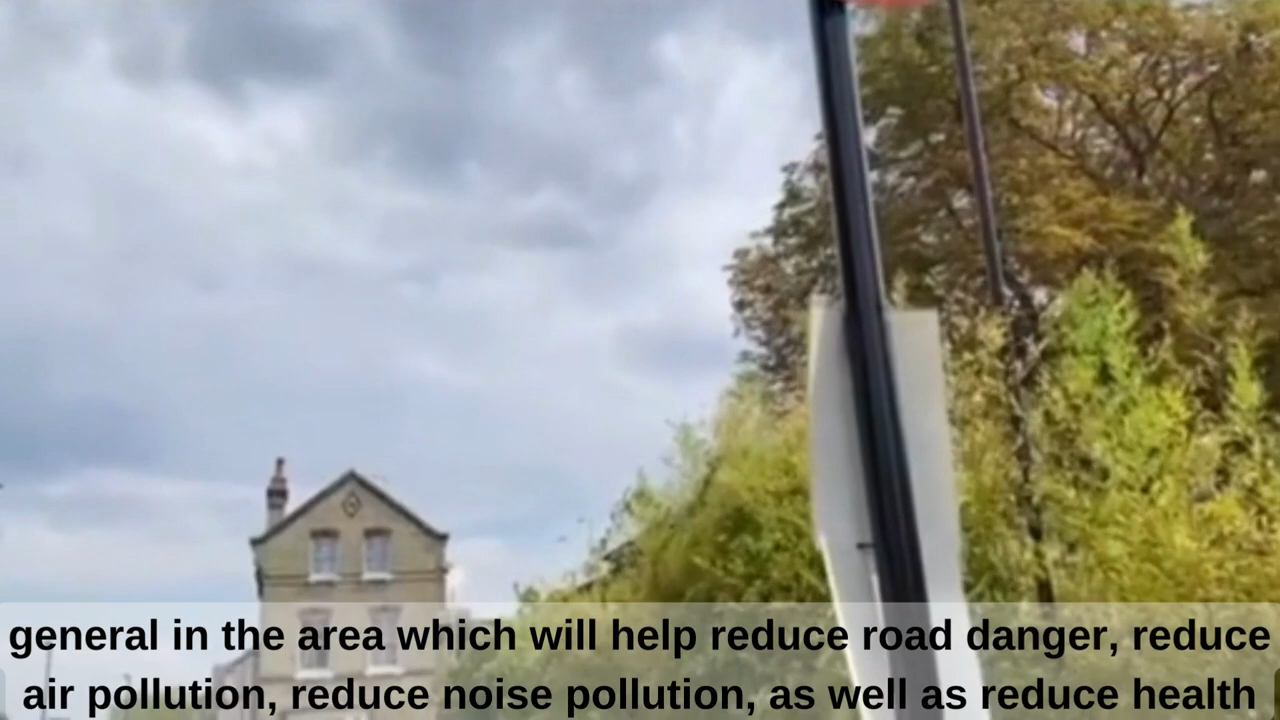 general in the area which will help reduce road danger, reduce
air pollution, reduce noise pollution, as well as reduce health